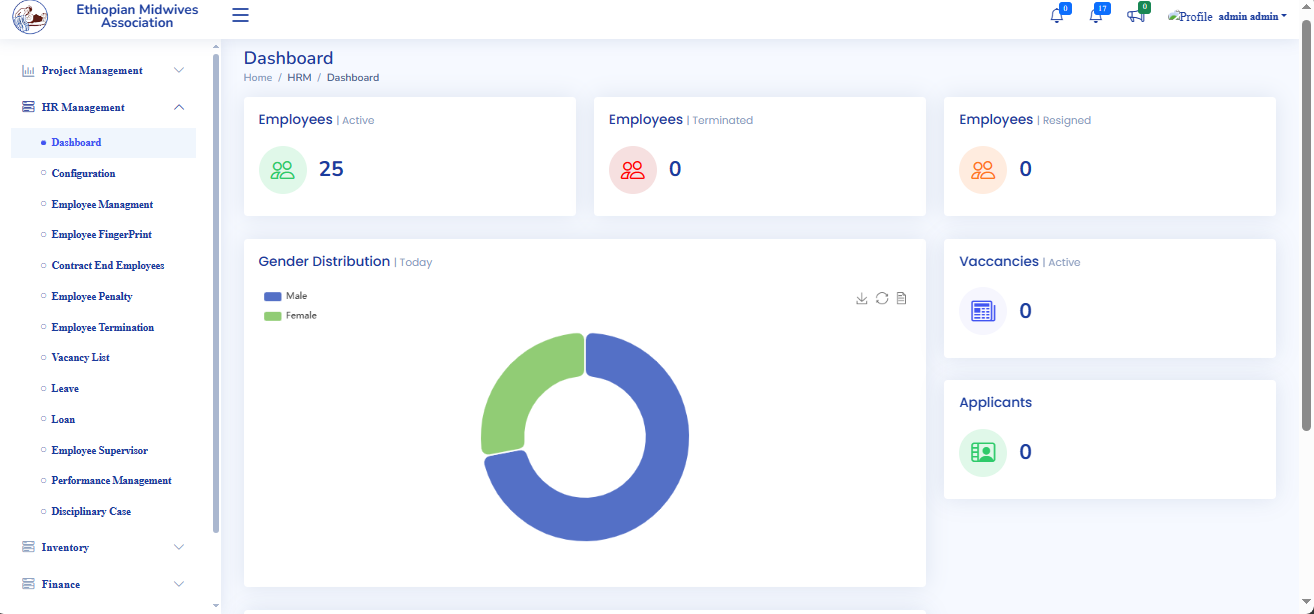 Ethiopian Midwives
Association
0
17
0
Profile admin admin
Project Management
HR Management
Dashboard
Configuration
Employee Managment
Employee FingerPrint
Contract End Employees
Employee Penalty
Employee Termination
Vacancy List
Leave
Loan
Employee Supervisor
Performance Management
Disciplinary Case
Inventory
Finance
Dashboard
Home / HRM / Dashboard
Employees | Active
25
Employees | Terminated
0
Employees | Resigned
0
Gender Distribution | Today
Male
Female
Vaccancies | Active
0
Applicants
0